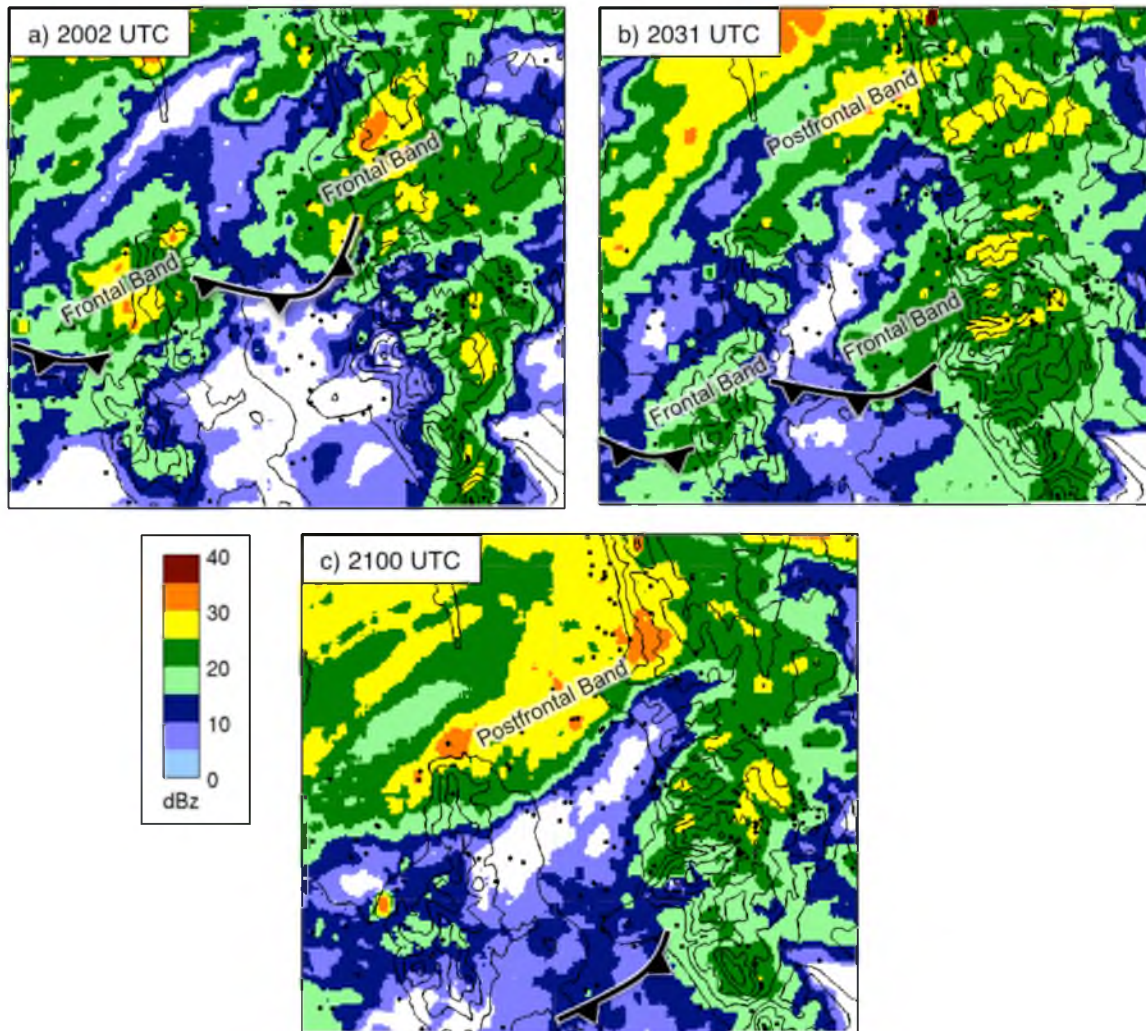 a) 2002 UTC
Frontal Band
Frontal Band
b) 2031 UTC
Postfrontal Band
Frontal Band
Frontal Band
c) 2100 UTC
Postfrontal Band
40
30
20
10
0
dBz